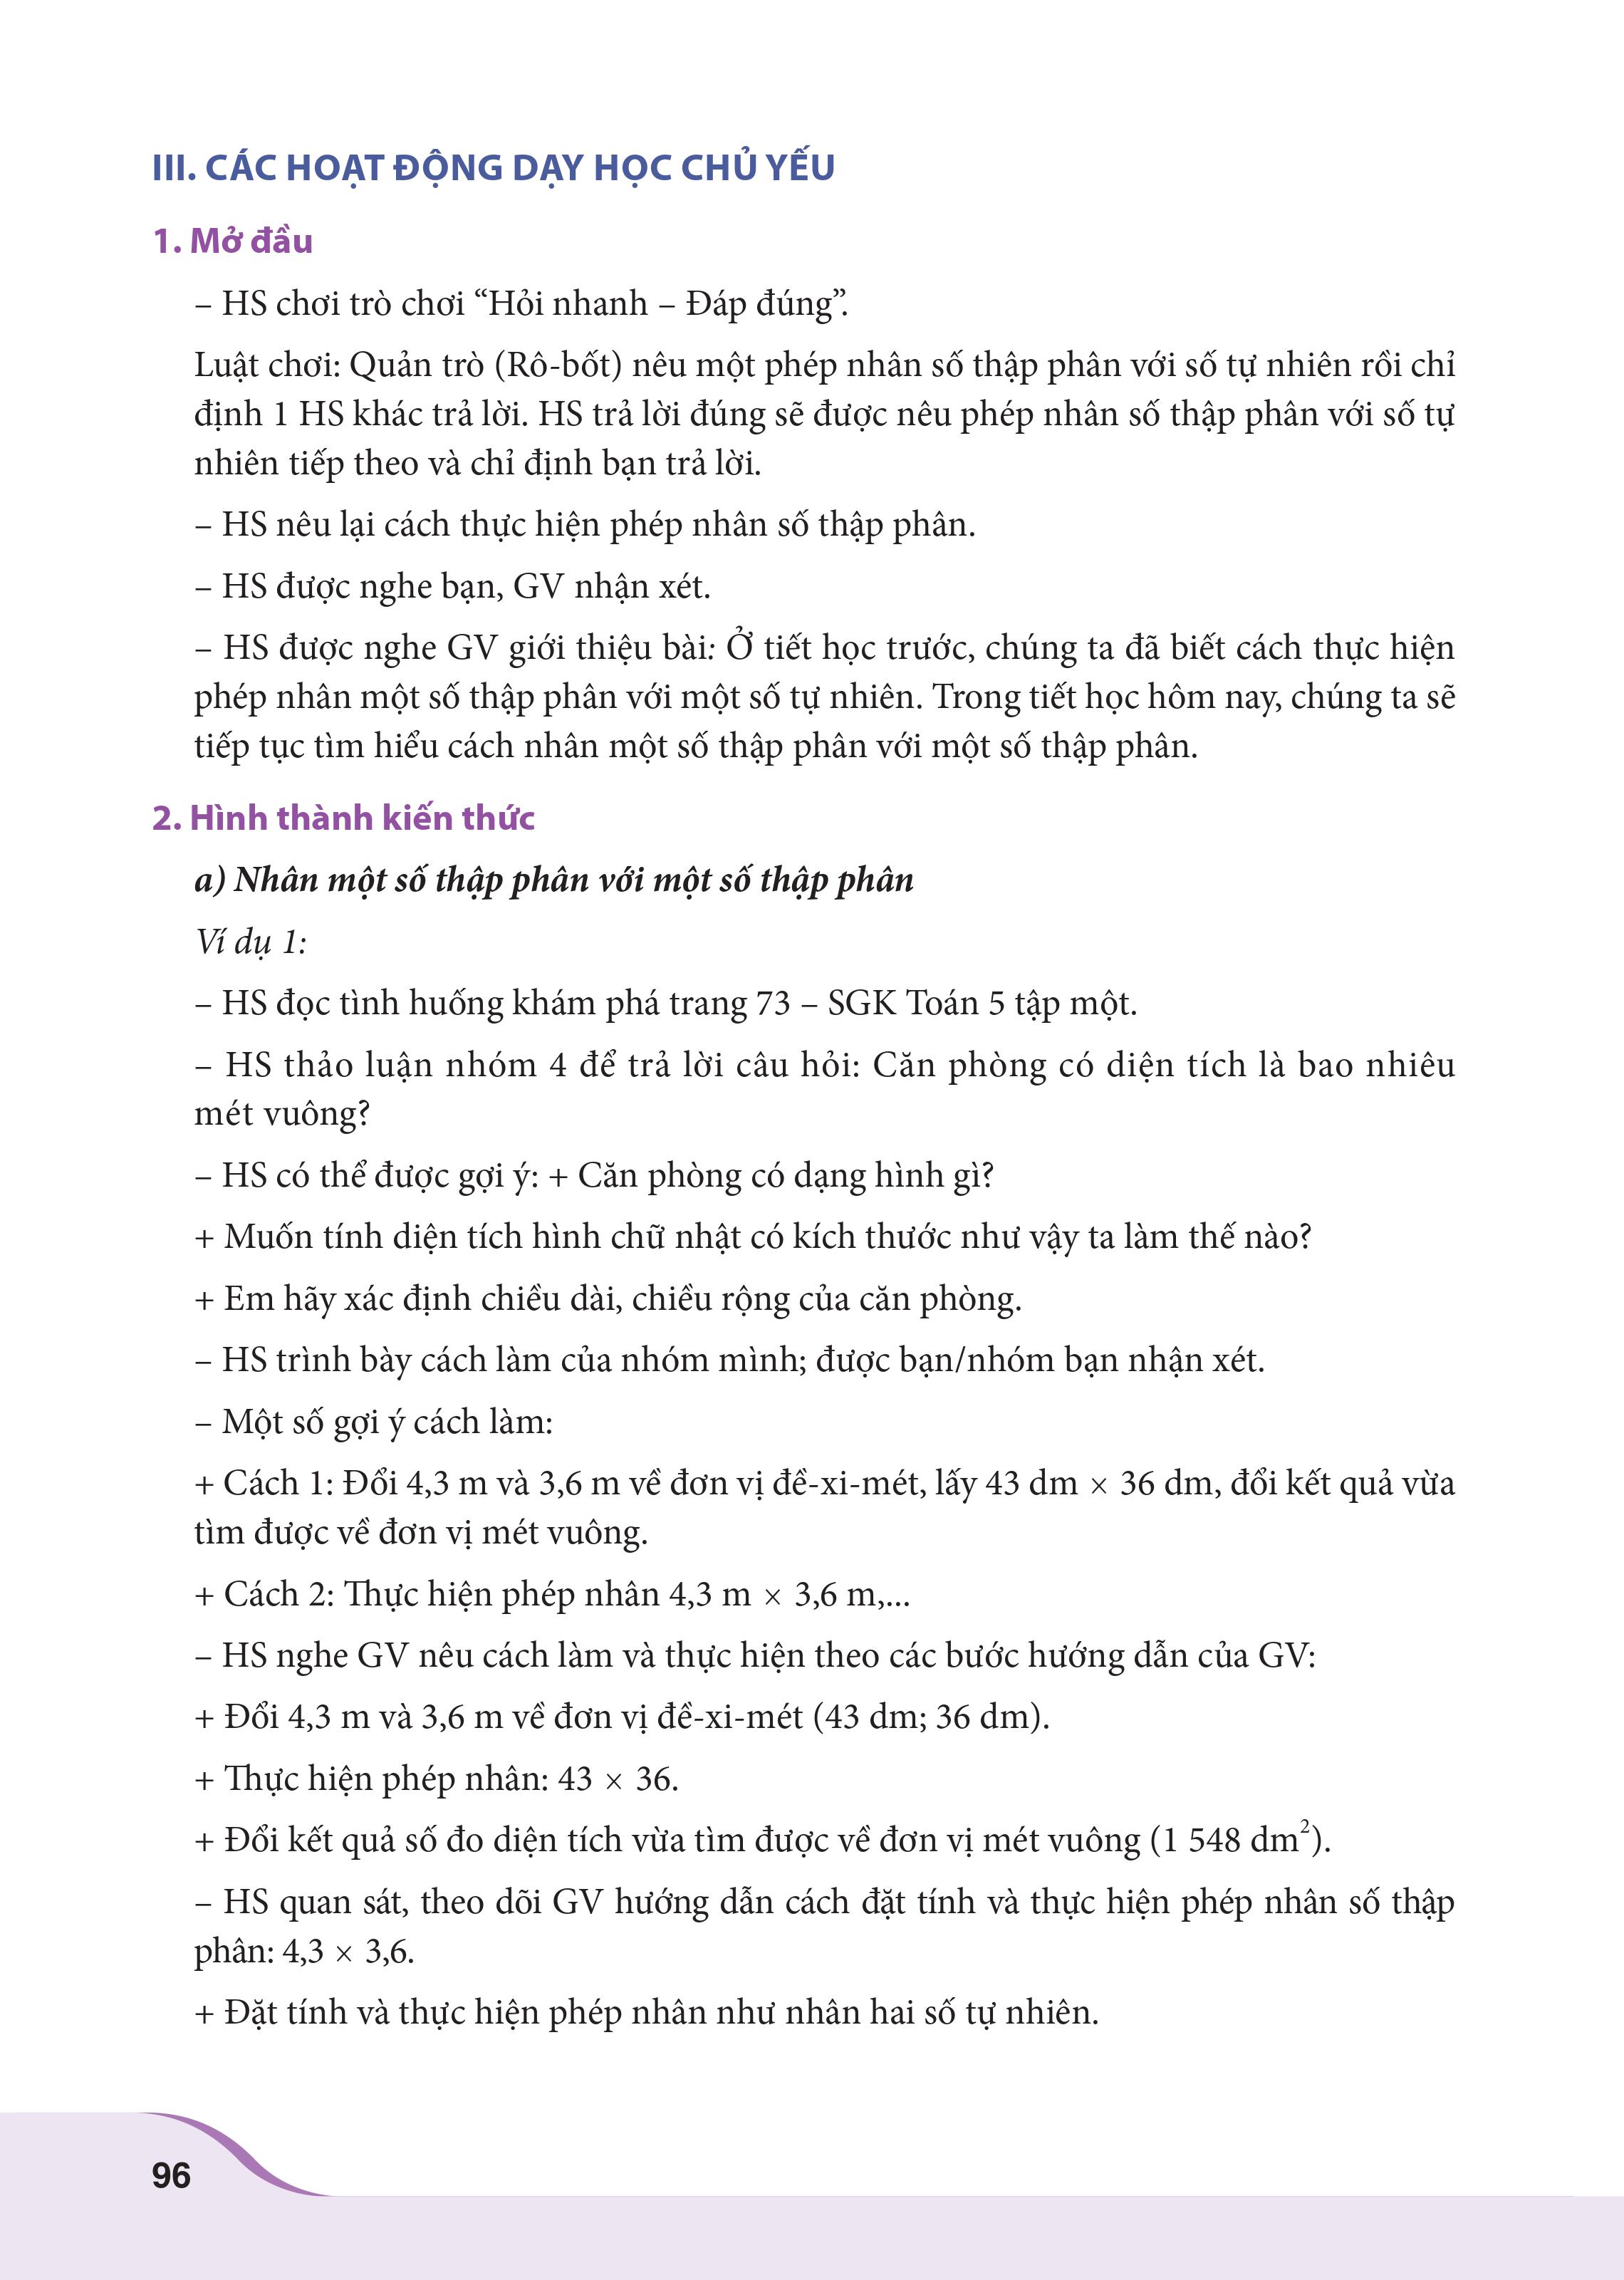 III. CÁC HOẠT ĐỘNG DẠY HỌC CHỦ YẾU
1. Mở đầu
– HS chơi trò chơi “Hỏi nhanh – Đáp đúng”.
Luật chơi: Quản trò (Rô-bốt) nêu một phép nhân số thập phân với số tự nhiên rồi chỉ
định 1 HS khác trả lời. HS trả lời đúng sẽ được nêu phép nhân số thập phân với số tự
nhiên tiếp theo và chỉ định bạn trả lời.
– HS nêu lại cách thực hiện phép nhân số thập phân.
– HS được nghe bạn, GV nhận xét.
– HS được nghe GV giới thiệu bài: Ở tiết học trước, chúng ta đã biết cách thực hiện
phép nhân một số thập phân với một số tự nhiên. Trong tiết học hôm nay, chúng ta sẽ
tiếp tục tìm hiểu cách nhân một số thập phân với một số thập phân.
2. Hình thành kiến thức
a) Nhân một số thập phân với một số thập phân
Ví dụ 1:
– HS đọc tình huống khám phá trang 73 – SGK Toán 5 tập một.
– HS thảo luận nhóm 4 để trả lời câu hỏi: Căn phòng có diện tích là bao nhiêu
mét vuông?
– HS có thể được gợi ý: + Căn phòng có dạng hình gì?
+ Muốn tính diện tích hình chữ nhật có kích thước như vậy ta làm thế nào?
+ Em hãy xác định chiều dài, chiều rộng của căn phòng.
– HS trình bày cách làm của nhóm mình; được bạn/nhóm bạn nhận xét.
– Một số gợi ý cách làm:
+ Cách 1: Đổi 4,3 m và 3,6 m về đơn vị đề-xi-mét, lấy 43 dm × 36 dm, đổi kết quả vừa
tìm được về đơn vị mét vuông.
+ Cách 2: Thực hiện phép nhân 4,3 m × 3,6 m,...
– HS nghe GV nêu cách làm và thực hiện theo các bước hướng dẫn của GV:
+ Đổi 4,3 m và 3,6 m về đơn vị đề-xi-mét (43 dm; 36 dm).
+ Thực hiện phép nhân: 43 × 36.
+ Đổi kết quả số đo diện tích vừa tìm được về đơn vị mét vuông (1 548 dm²).
– HS quan sát, theo dõi GV hướng dẫn cách đặt tính và thực hiện phép nhân số thập
phân: 4,3 × 3,6.
+ Đặt tính và thực hiện phép nhân như nhân hai số tự nhiên.
96